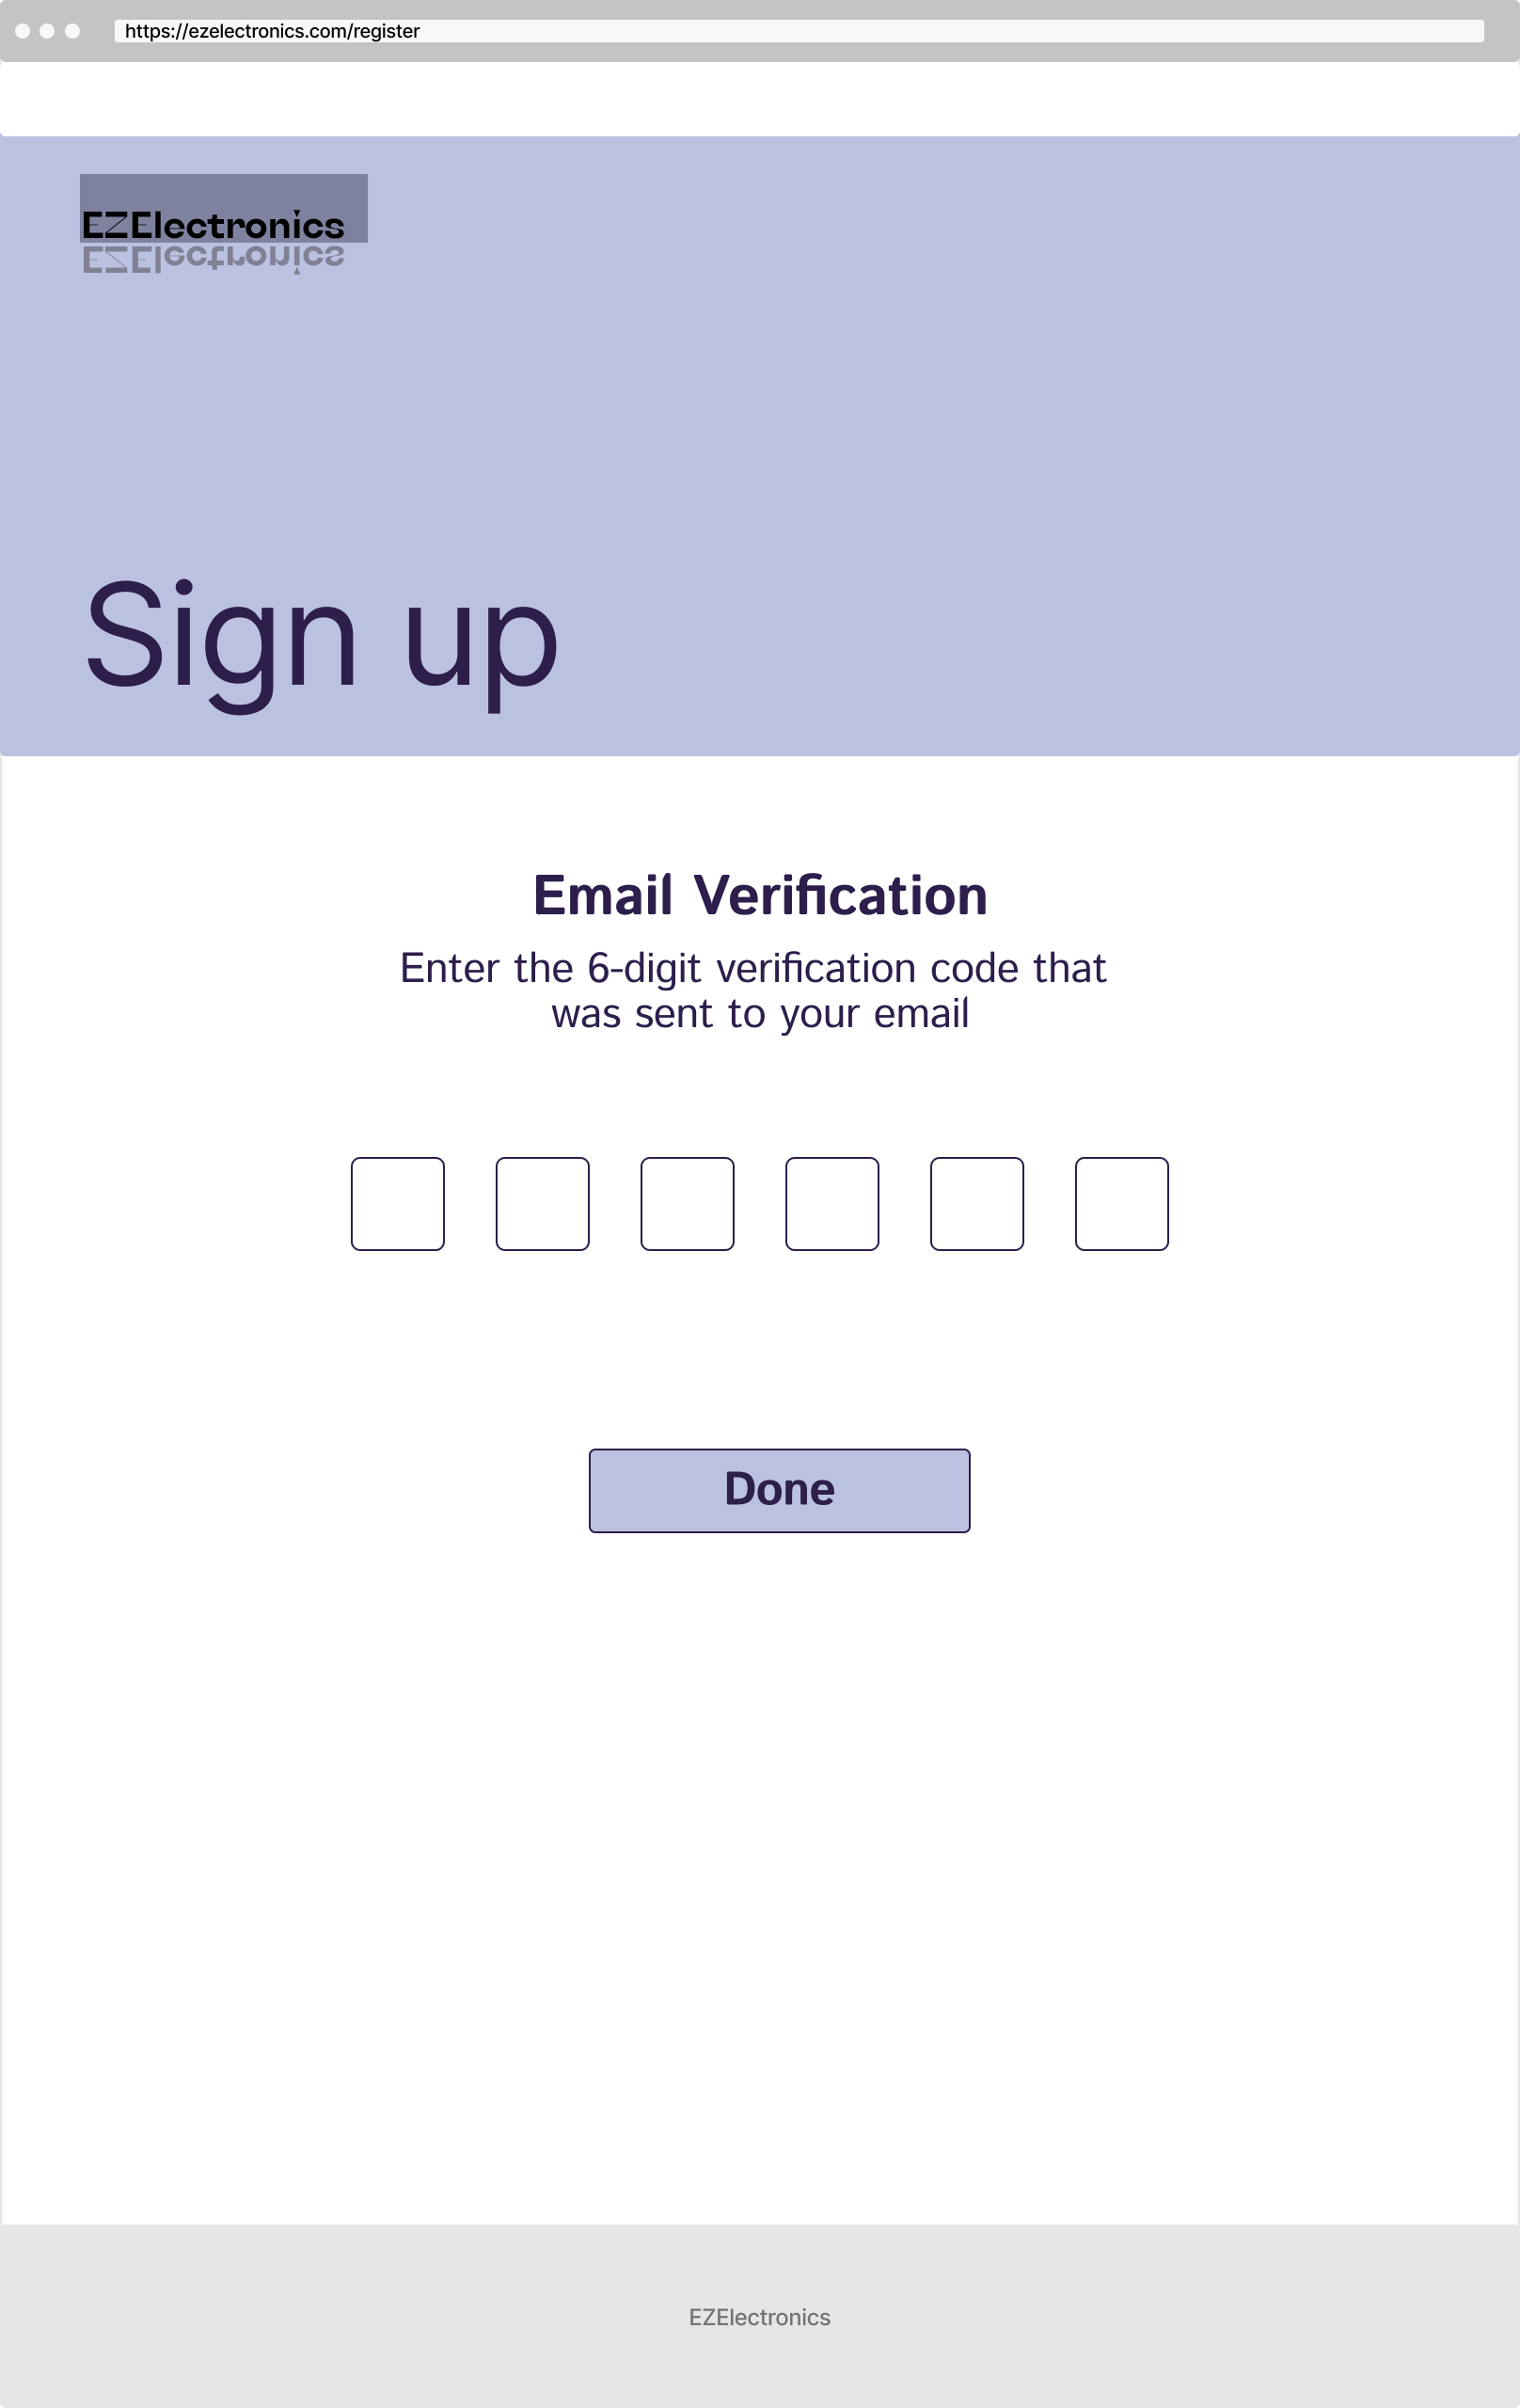 https://ezelectronics.com/register
EZElectronics
EZElectronics
Sign up
Email Verification
Enter the 6-digit verification code that
was sent to your email
Done
EZElectronics